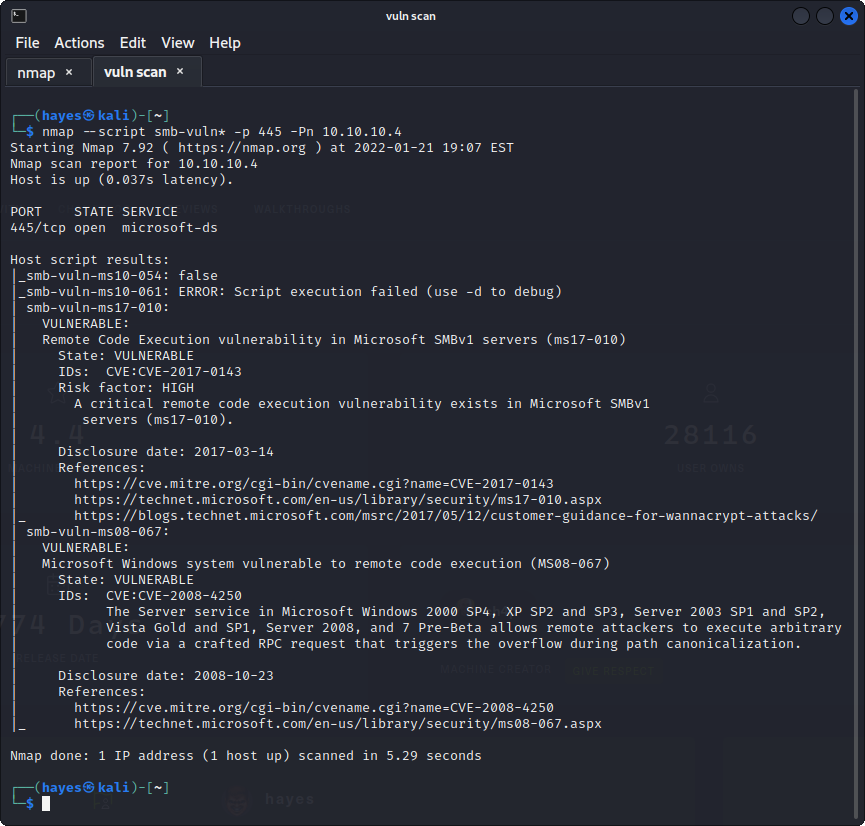 vuln scan
File Actions Edit View Help
nmap × vuln scan ×
┌──(hayes㉿kali)-[~]
└─$ nmap --script smb-vuln* -p 445 -Pn 10.10.10.4
Starting Nmap 7.92 ( https://nmap.org ) at 2022-01-21 19:07 EST
Nmap scan report for 10.10.10.4
Host is up (0.037s latency).
PORT    STATE SERVICE
445/tcp open  microsoft-ds
Host script results:
|_smb-vuln-ms10-054: false
|_smb-vuln-ms10-061: ERROR: Script execution failed (use -d to debug)
| smb-vuln-ms17-010:
|   VULNERABLE:
|   Remote Code Execution vulnerability in Microsoft SMBv1 servers (ms17-010)
|     State: VULNERABLE
|     IDs:  CVE:CVE-2017-0143
|     Risk factor: HIGH
|       A critical remote code execution vulnerability exists in Microsoft SMBv1
|        servers (ms17-010).
|
|     Disclosure date: 2017-03-14
|     References:
|       https://cve.mitre.org/cgi-bin/cvename.cgi?name=CVE-2017-0143
|       https://technet.microsoft.com/en-us/library/security/ms17-010.aspx
|_      https://blogs.technet.microsoft.com/msrc/2017/05/12/customer-guidance-for-wannacrypt-attacks/
| smb-vuln-ms08-067:
|   VULNERABLE:
|   Microsoft Windows system vulnerable to remote code execution (MS08-067)
|     State: VULNERABLE
|     IDs:  CVE:CVE-2008-4250
|           The Server service in Microsoft Windows 2000 SP4, XP SP2 and SP3, Server 2003 SP1 and SP2,
|           Vista Gold and SP1, Server 2008, and 7 Pre-Beta allows remote attackers to execute arbitrary
|           code via a crafted RPC request that triggers the overflow during path canonicalization.
|
|     Disclosure date: 2008-10-23
|     References:
|       https://cve.mitre.org/cgi-bin/cvename.cgi?name=CVE-2008-4250
|_      https://technet.microsoft.com/en-us/library/security/ms08-067.aspx
Nmap done: 1 IP address (1 host up) scanned in 5.29 seconds
┌──(hayes㉿kali)-[~]
└─$
WALKTHROUGHS
4.4
28116
USER OWNS
RELEASE DATE
MACHINE CREATOR
hayes